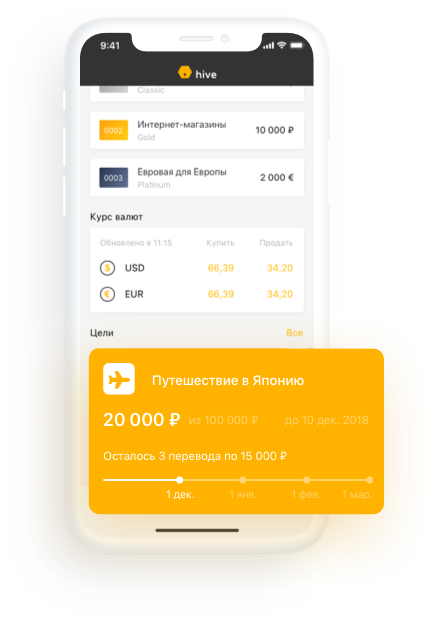 9:41
hive
Classic
0002 Интернет-магазины 10 000 ₽
Gold
0003 Евровая для Европы 2 000 €
Platinum
Курс валют
Обновлено в 11:15 Купить Продать
$ USD 66,39 34,20
€ EUR 66,39 34,20
Цели Все
Путешествие в Японию
20 000 ₽ из 100 000 ₽ до 10 дек. 2018
Осталось 3 перевода по 15 000 ₽
1 дек. 1 янв. 1 фев. 1 мар.